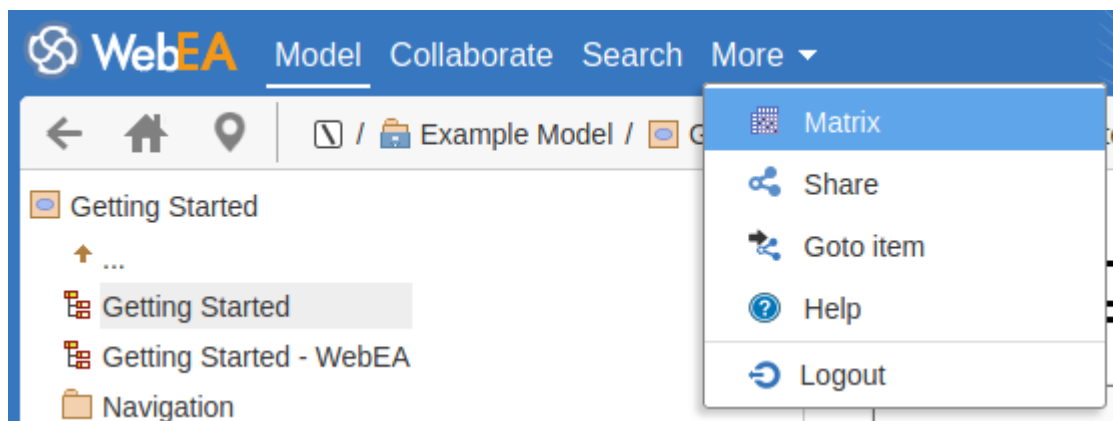 WebEA Model Collaborate Search More
/ Example Model /
Matrix
Getting Started
Share
...
Goto item
Getting Started
Help
Getting Started - WebEA
Logout
Navigation